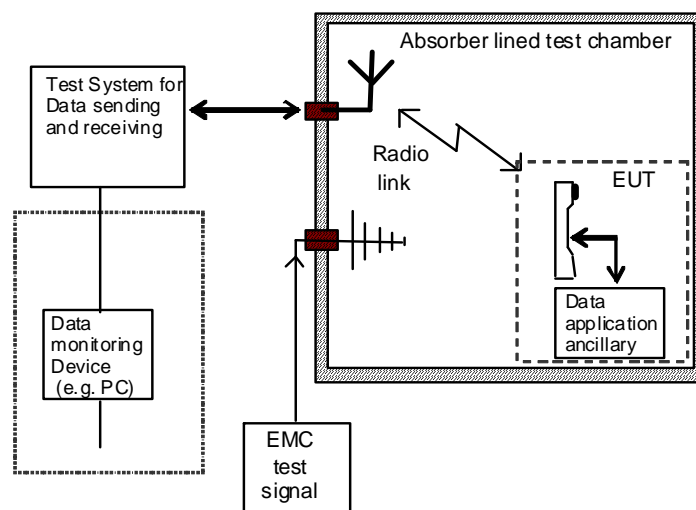 Absorber lined test chamber
Test System for
Data sending
and receiving
Radio
link
EUT
Data
application
ancillary
Data
monitoring
Device
(e.g. PC)
EMC
test
signal